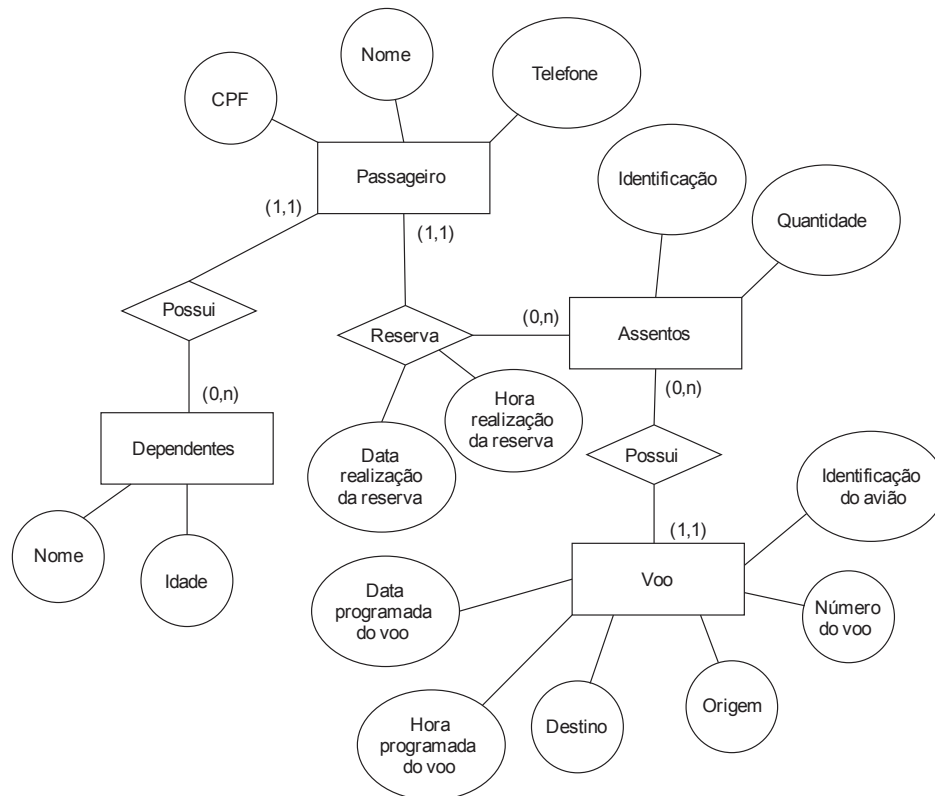 Nome
CPF
Telefone
Passageiro
Identificação
Quantidade
(1,1)
(1,1)
Possui
Reserva
(0,n)
Assentos
(0,n)
(0,n)
Hora
realização
da reserva
Dependentes
Data
realização
da reserva
Possui
Identificação
do avião
(1,1)
Nome
Idade
Data
programada
do voo
Voo
Número
do voo
Hora
programada
do voo
Destino
Origem